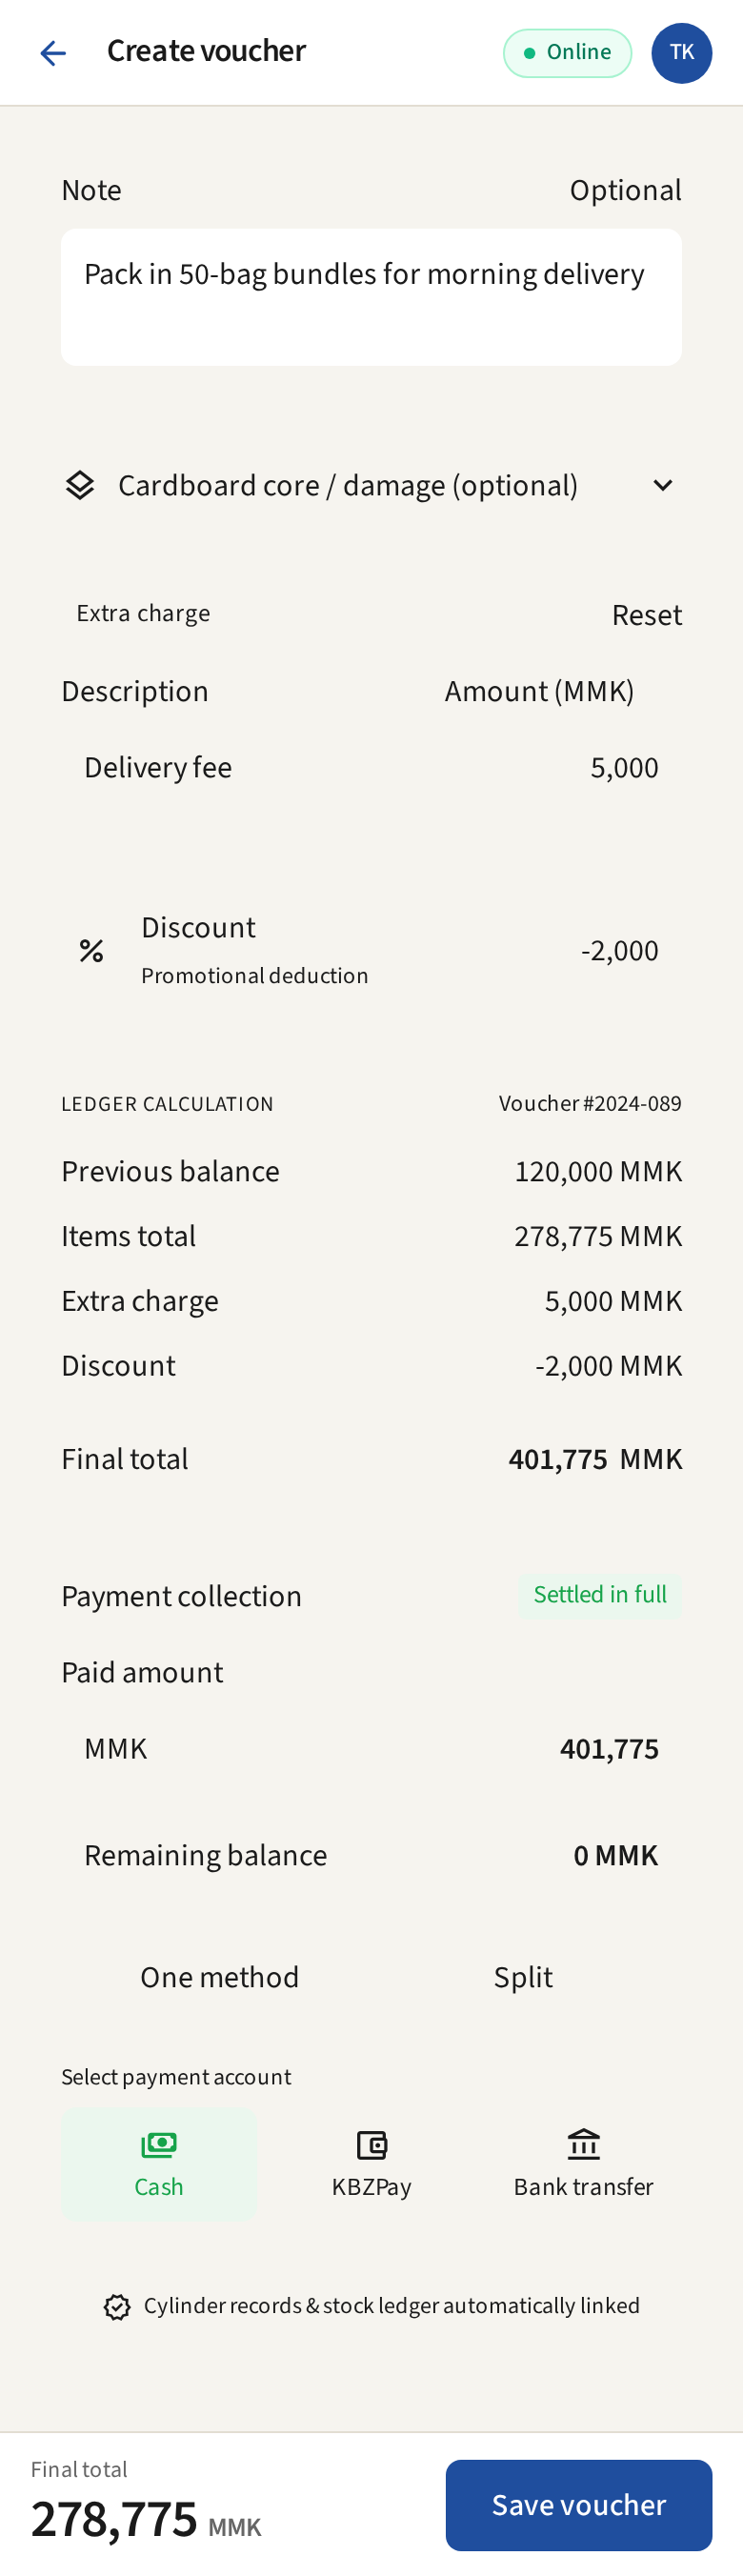 Create voucher
Online
TK
Note
Optional
Pack in 50-bag bundles for morning delivery
Cardboard core / damage (optional)
Extra charge
Reset
Description
Amount (MMK)
Delivery fee
5,000
Discount
Promotional deduction
-2,000
LEDGER CALCULATION
Voucher #2024-089
Previous balance
120,000 MMK
Items total
278,775 MMK
Extra charge
5,000 MMK
Discount
-2,000 MMK
Final total
401,775 MMK
Payment collection
Settled in full
Paid amount
MMK
401,775
Remaining balance
0 MMK
One method
Split
Select payment account
Cash
KBZPay
Bank transfer
Cylinder records & stock ledger automatically linked
Final total
278,775 MMK
Save voucher